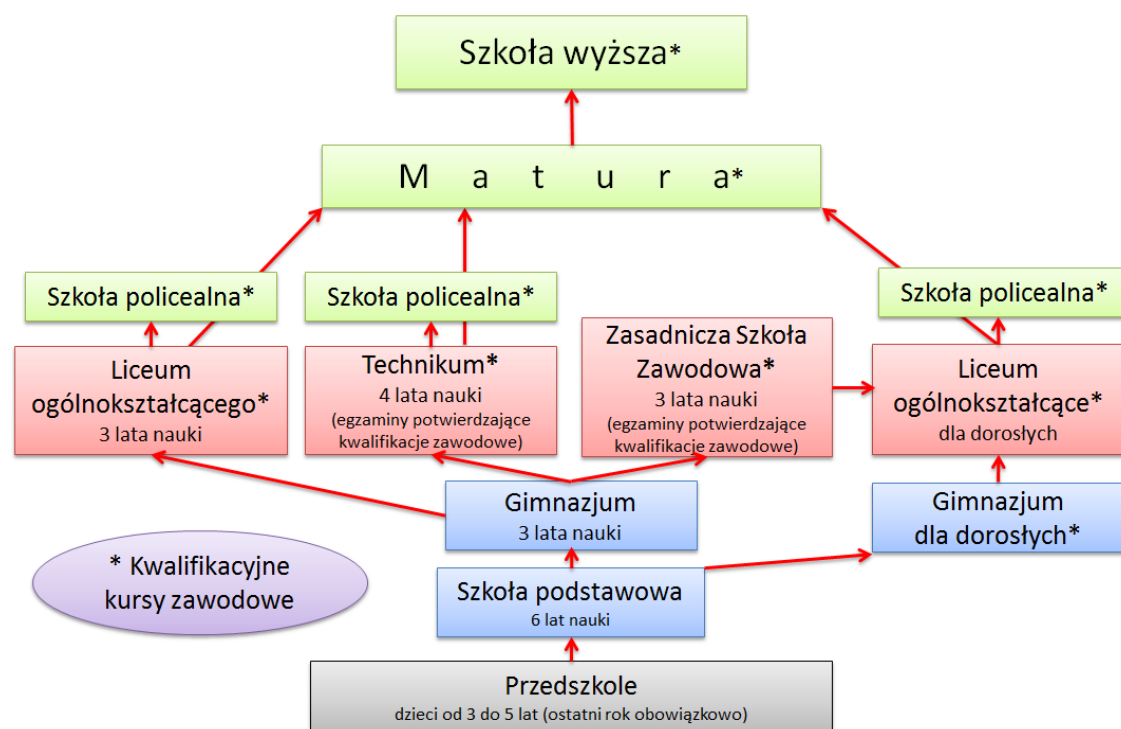 Szkoła wyższa*
M a t u r a*
Szkoła policealna*
Szkoła policealna*
Szkoła policealna*
Liceum
ogólnokształcącego*
3 lata nauki
Technikum*
4 lata nauki
(egzaminy potwierdzające
kwalifikacje zawodowe)
Zasadnicza Szkoła
Zawodowa*
3 lata nauki
(egzaminy potwierdzające
kwalifikacje zawodowe)
Liceum
ogólnokształcące*
dla dorosłych
Gimnazjum
3 lata nauki
Gimnazjum
dla dorosłych*
* Kwalifikacyjne
kursy zawodowe
Szkoła podstawowa
6 lat nauki
Przedszkole
dzieci od 3 do 5 lat (ostatni rok obowiązkowo)